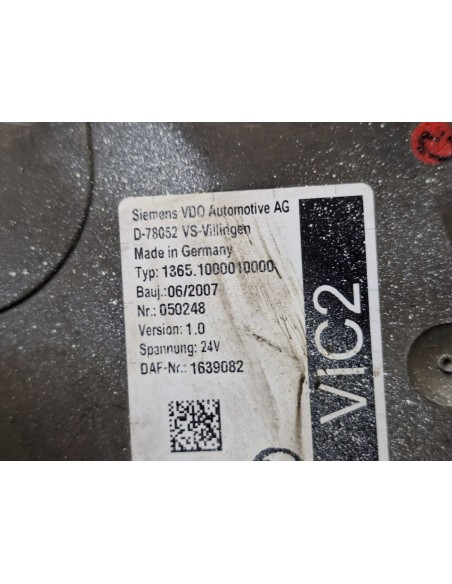 Siemens VDO Automotive AG
D-78052 VS-Villingen
Made in Germany
Typ: 1365.1000010000
Bauj.:06/2007
Nr.: 050248
Version: 1.0
Spannung: 24V
DAF-Nr.: 1639082
ViC2